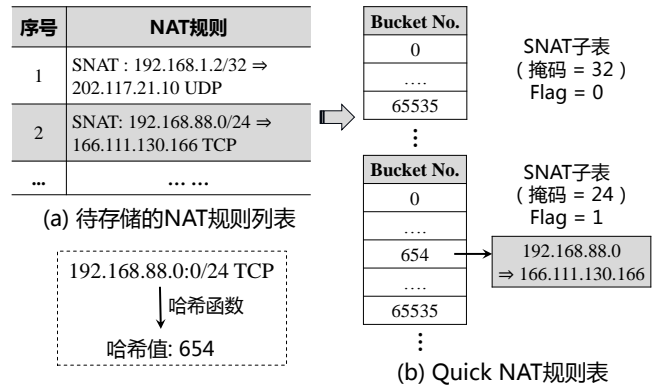 序号 NAT规则
1 SNAT : 192.168.1.2/32 ⇒
202.117.21.10 UDP
2 SNAT: 192.168.88.0/24 ⇒
166.111.130.166 TCP
... ... ...
(a) 待存储的NAT规则列表
192.168.88.0:0/24 TCP
哈希函数
哈希值: 654
Bucket No.
0
....
65535
⋮
SNAT子表
( 掩码 = 32 )
Flag = 0
Bucket No.
0
....
654
....
65535
⋮
SNAT子表
( 掩码 = 24 )
Flag = 1
192.168.88.0
⇒ 166.111.130.166
(b) Quick NAT规则表